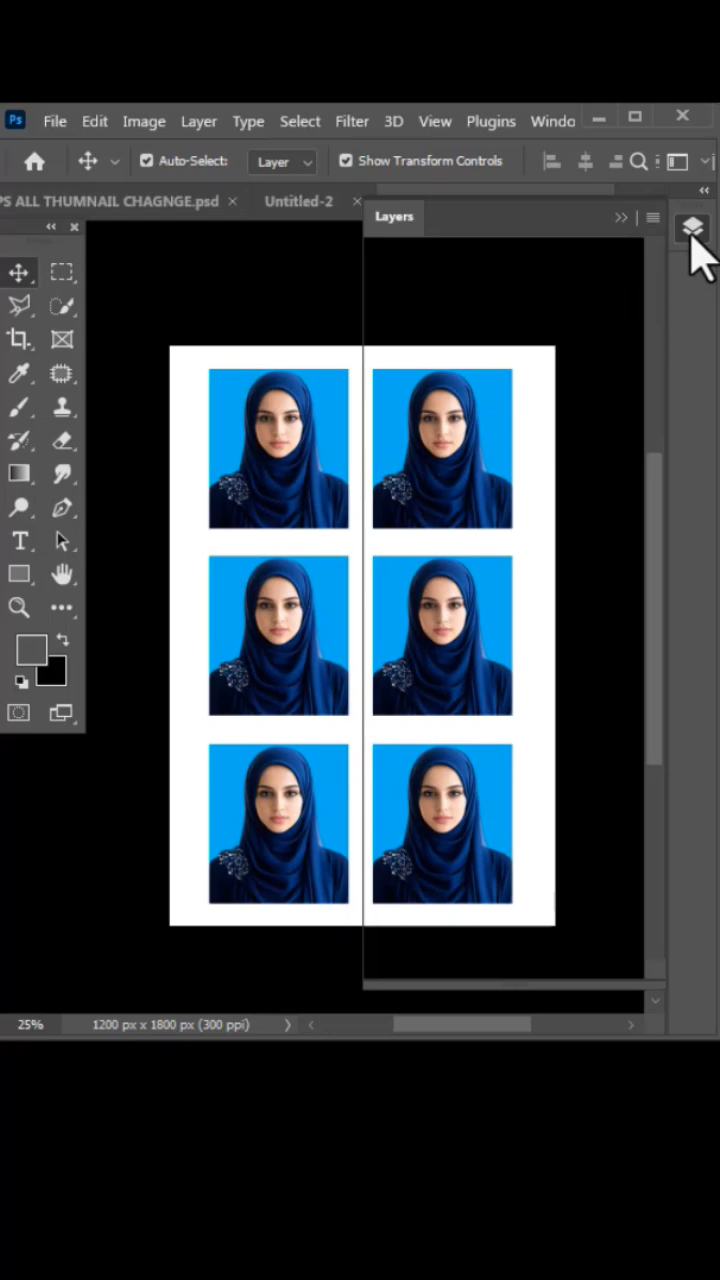 Ps File Edit Image Layer Type Select Filter 3D View Plugins Windo
Auto-Select: Layer Show Transform Controls
PS ALL THUMNAIL CHAGNGE.psd × Untitled-2 ×
Layers
25% 1200 px x 1800 px (300 ppi)